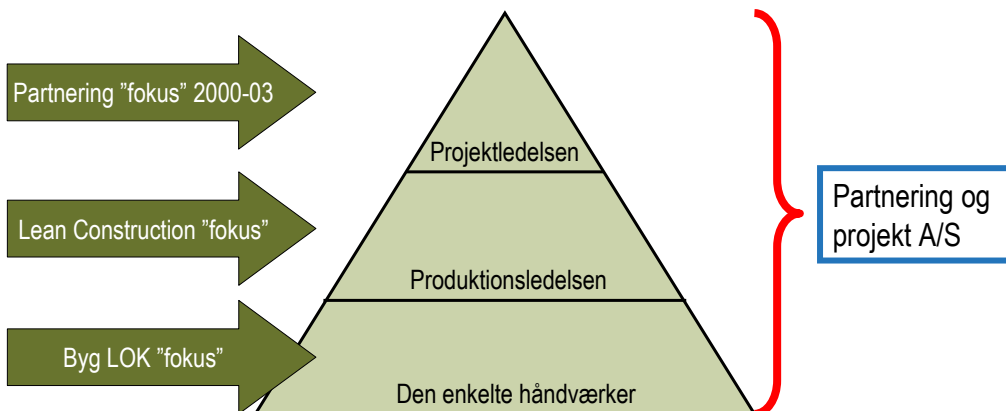 Partnering ”fokus” 2000-03
Projektledelsen
Lean Construction ”fokus”
Partnering og
projekt A/S
Produktionsledelsen
Byg LOK ”fokus”
Den enkelte håndværker